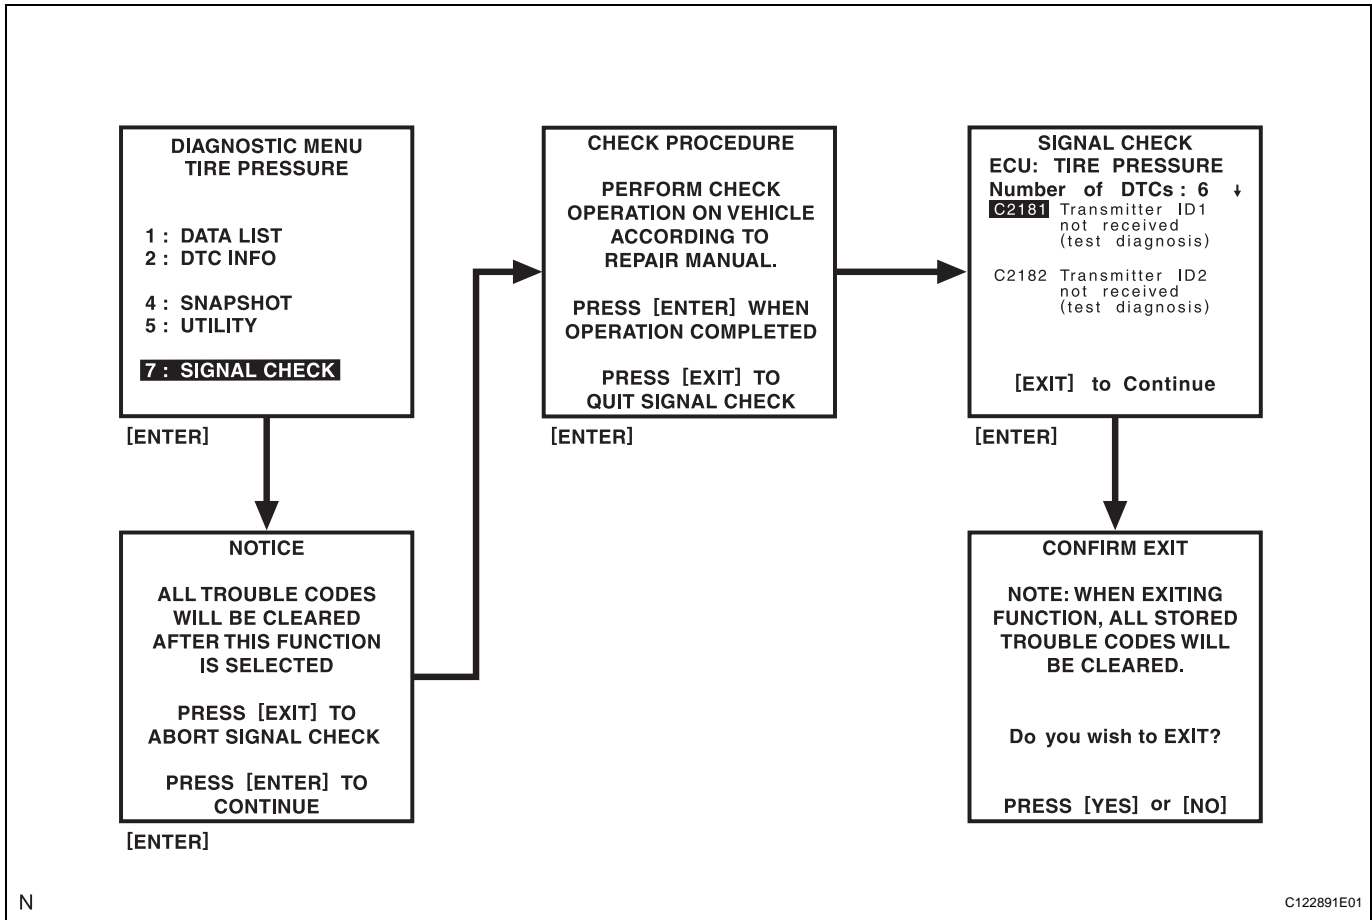 DIAGNOSTIC MENU
TIRE PRESSURE
1 : DATA LIST
2 : DTC INFO
4 : SNAPSHOT
5 : UTILITY
7 : SIGNAL CHECK
[ENTER]
NOTICE
ALL TROUBLE CODES
WILL BE CLEARED
AFTER THIS FUNCTION
IS SELECTED
PRESS [EXIT] TO
ABORT SIGNAL CHECK
PRESS [ENTER] TO
CONTINUE
[ENTER]
CHECK PROCEDURE
PERFORM CHECK
OPERATION ON VEHICLE
ACCORDING TO
REPAIR MANUAL.
PRESS [ENTER] WHEN
OPERATION COMPLETED
PRESS [EXIT] TO
QUIT SIGNAL CHECK
[ENTER]
SIGNAL CHECK
ECU: TIRE PRESSURE
Number of DTCs : 6 ↓
C2181 Transmitter ID1
not received
(test diagnosis)
C2182 Transmitter ID2
not received
(test diagnosis)
[EXIT] to Continue
[ENTER]
CONFIRM EXIT
NOTE: WHEN EXITING
FUNCTION, ALL STORED
TROUBLE CODES WILL
BE CLEARED.
Do you wish to EXIT?
PRESS [YES] or [NO]
N
C122891E01